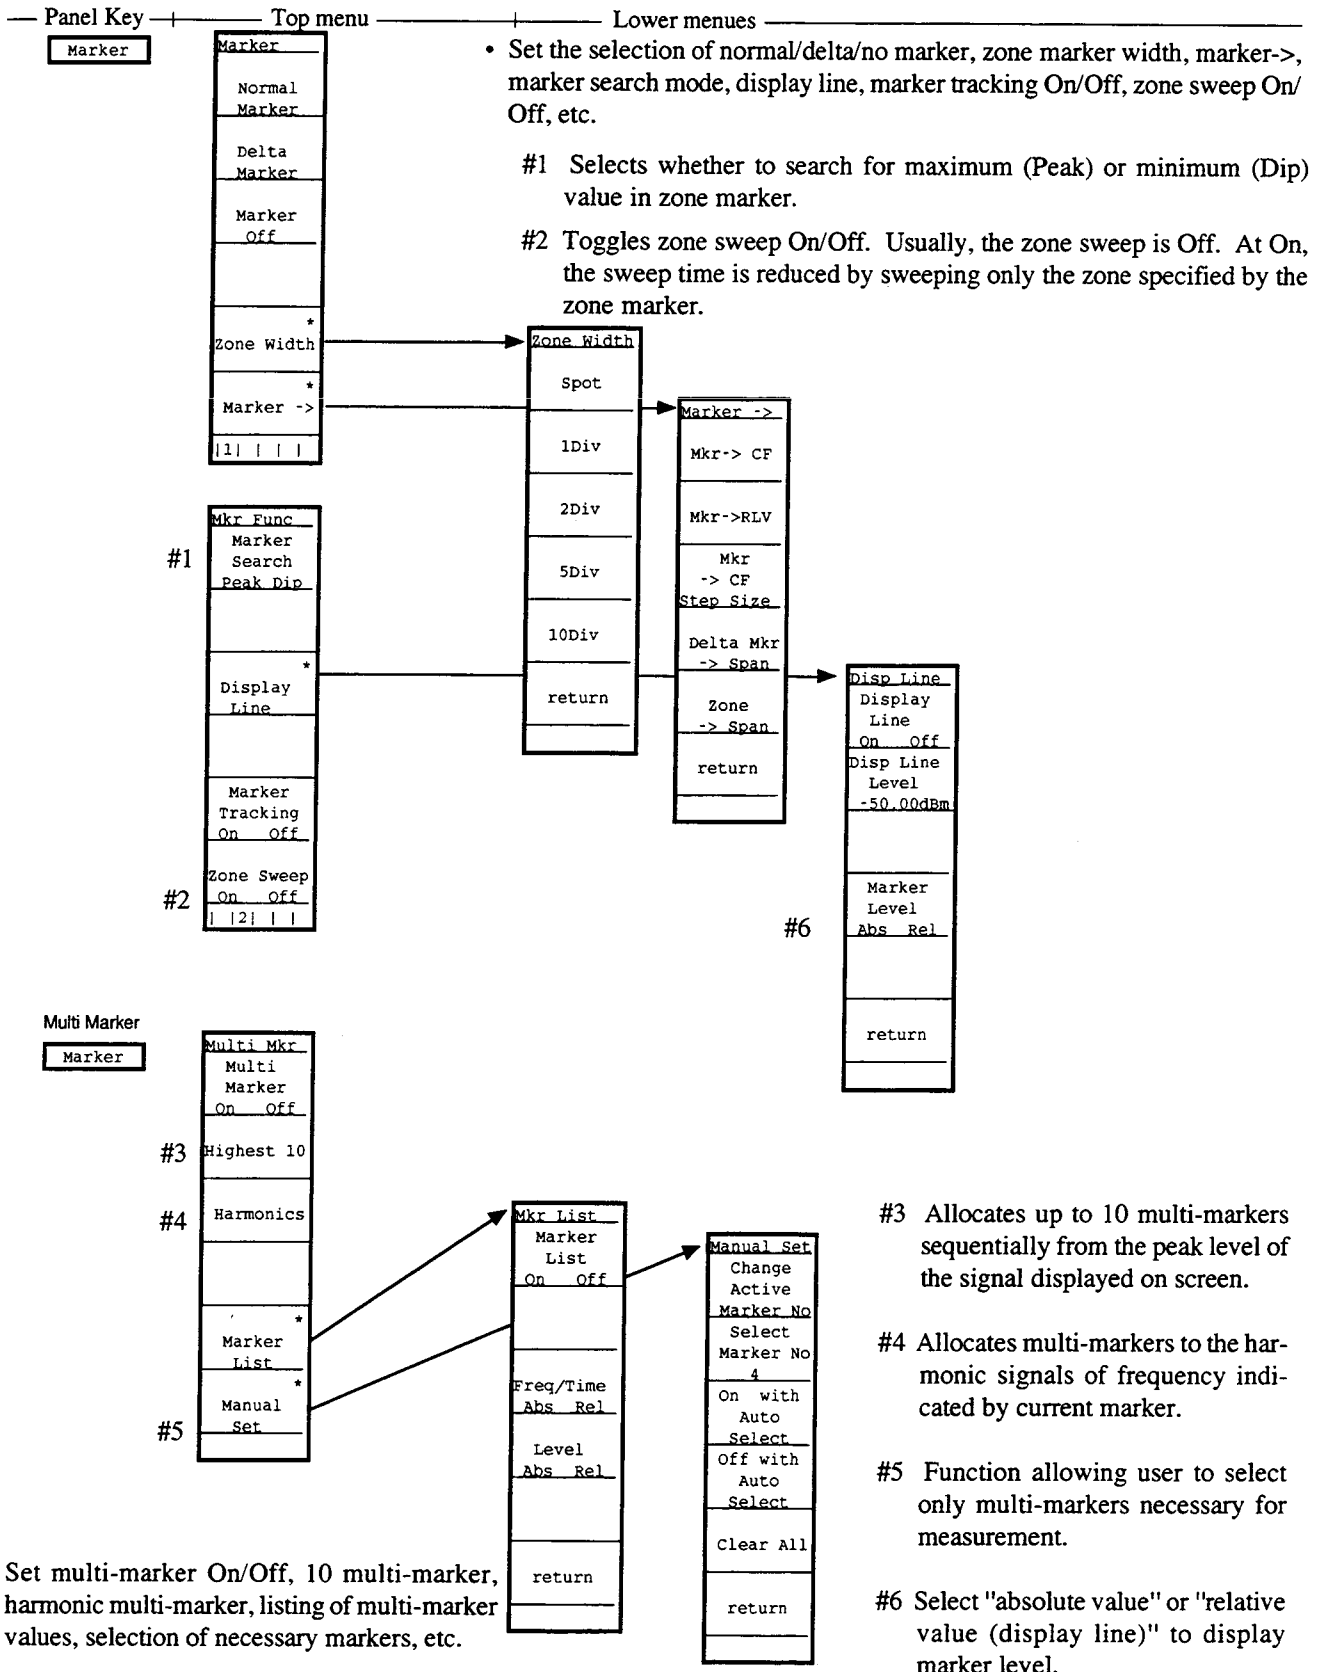 Panel Key
Top menu
Lower menues
Marker
Marker
Normal
Marker
Delta
Marker
Marker
Off
*
Zone Width
*
Marker ->
|1| | | |
• Set the selection of normal/delta/no marker, zone marker width, marker->,
marker search mode, display line, marker tracking On/Off, zone sweep On/
Off, etc.
#1 Selects whether to search for maximum (Peak) or minimum (Dip)
value in zone marker.
#2 Toggles zone sweep On/Off. Usually, the zone sweep is Off. At On,
the sweep time is reduced by sweeping only the zone specified by the
zone marker.
Zone Width
Spot
1Div
2Div
5Div
10Div
return
Marker ->
Mkr-> CF
Mkr->RLV
Mkr
-> CF
Step Size
Delta Mkr
-> Span
Zone
-> Span
return
#1
Mkr Func
Marker
Search
Peak Dip
*
Display
Line
Marker
Tracking
On Off
#2
Zone Sweep
On Off
| |2| | |
Disp Line
Display
Line
On Off
Disp Line
Level
-50.00dBm
#6
Marker
Level
Abs Rel
return
Multi Marker
Marker
Multi Mkr
Multi
Marker
On Off
#3
Highest 10
#4
Harmonics
*
Marker
List
*
#5
Manual
Set
Mkr List
Marker
List
On Off
Freq/Time
Abs Rel
Level
Abs Rel
return
Manual Set
Change
Active
Marker No
Select
Marker No
4
On with
Auto
Select
Off with
Auto
Select
Clear All
return
#3 Allocates up to 10 multi-markers
sequentially from the peak level of
the signal displayed on screen.
#4 Allocates multi-markers to the har-
monic signals of frequency indi-
cated by current marker.
#5 Function allowing user to select
only multi-markers necessary for
measurement.
#6 Select "absolute value" or "relative
value (display line)" to display
marker level.
Set multi-marker On/Off, 10 multi-marker,
harmonic multi-marker, listing of multi-marker
values, selection of necessary markers, etc.